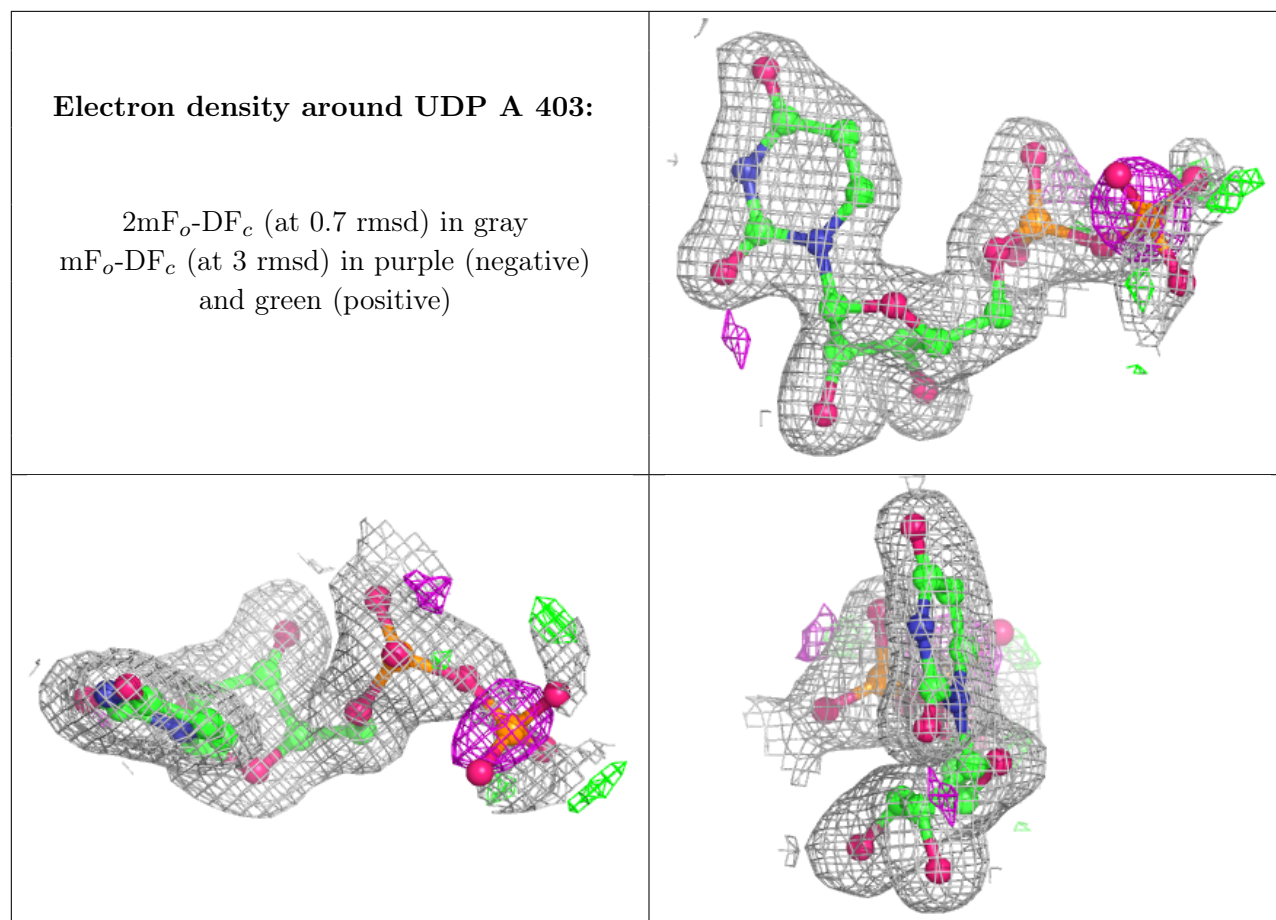 Electron density around UDP A 403:
2mFo-DFc (at 0.7 rmsd) in gray
mFo-DFc (at 3 rmsd) in purple (negative)
and green (positive)